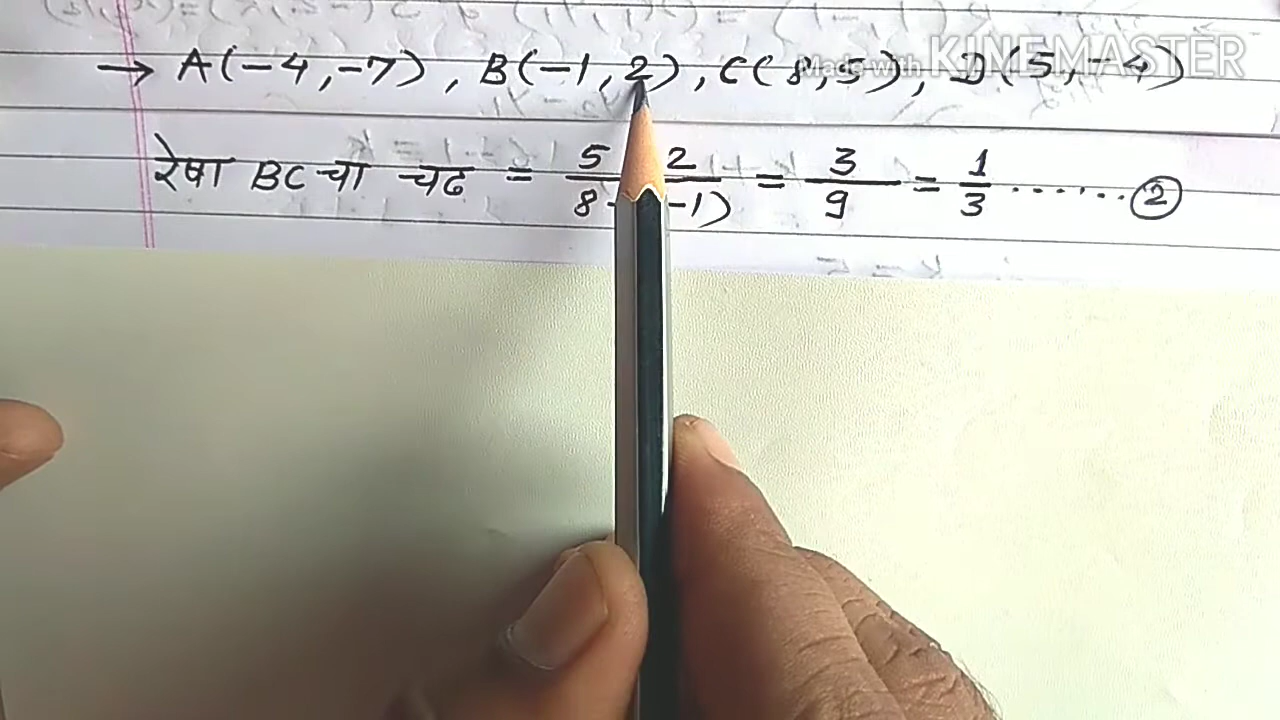 → A(-4,-7), B(-1,2), C(8,5), D(5,-4)
Made with KINEMASTER
रेषा BC चा चढ = 5 2 / 8 - -1) = 3/9 = 1/3 ...... ②